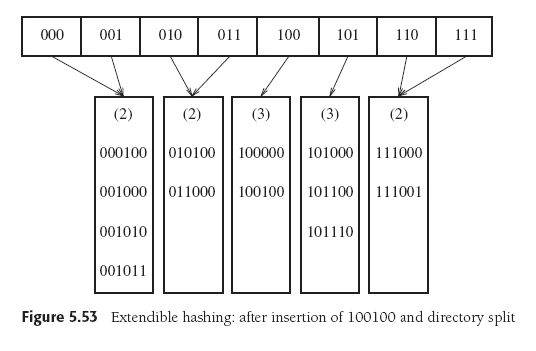 000 001 010 011 100 101 110 111
(2) (2) (3) (3) (2)
000100 010100 100000 101000 111000
001000 011000 100100 101100 111001
001010 101110
001011
Figure 5.53 Extendible hashing: after insertion of 100100 and directory split